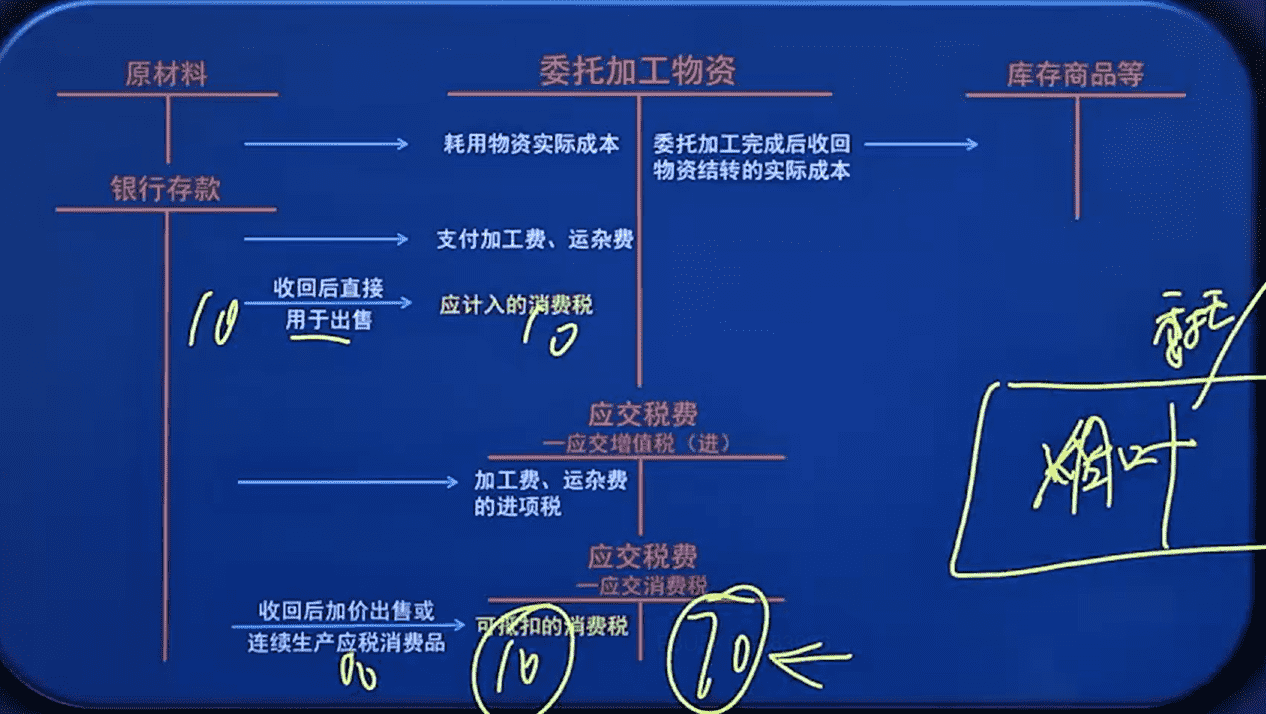 原材料
委托加工物资
库存商品等
耗用物资实际成本
委托加工完成后收回
物资结转的实际成本
银行存款
支付加工费、运杂费
收回后直接
用于出售
应计入的消费税
10
10
委托
烟叶
应交税费
—应交增值税（进）
加工费、运杂费
的进项税
应交税费
—应交消费税
收回后加价出售或
连续生产应税消费品
可抵扣的消费税
10
70